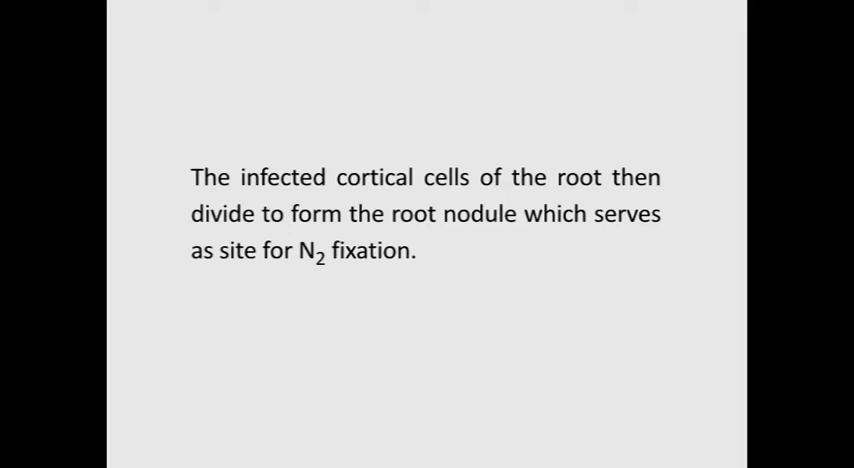 The infected cortical cells of the root then
divide to form the root nodule which serves
as site for N₂ fixation.